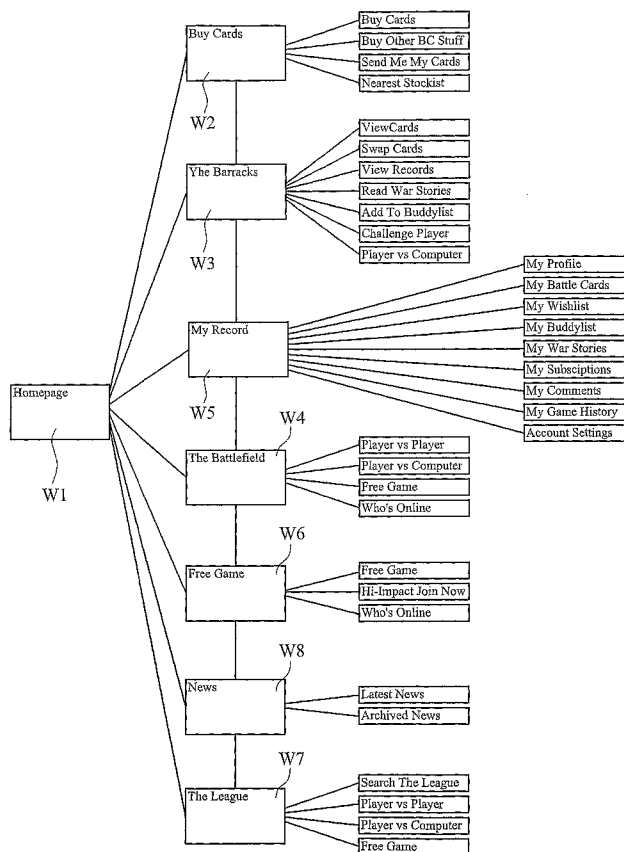 Buy Cards
W2
Buy Cards
Buy Other BC Stuff
Send Me My Cards
Nearest Stockist
Yhe Barracks
W3
ViewCards
Swap Cards
View Records
Read War Stories
Add To Buddylist
Challenge Player
Player vs Computer
My Record
W5
My Profile
My Battle Cards
My Wishlist
My Buddylist
My War Stories
My Subsciptions
My Comments
My Game History
Account Settings
Homepage
W1
W4
The Battlefield
Player vs Player
Player vs Computer
Free Game
Who's Online
W6
Free Game
Free Game
Hi-Impact Join Now
Who's Online
W8
News
Latest News
Archived News
W7
The League
Search The League
Player vs Player
Player vs Computer
Free Game